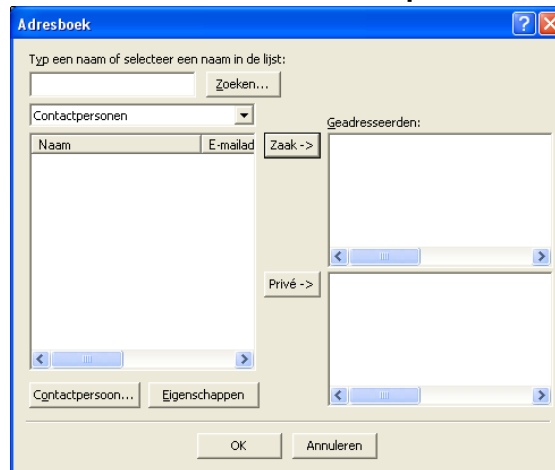 Adresboek
Typ een naam of selecteer een naam in de lijst:
Zoeken...
Contactpersonen
Geadresseerden:
Naam
E-mailad
Zaak ->
Privé ->
Contactpersoon...
Eigenschappen
OK
Annuleren